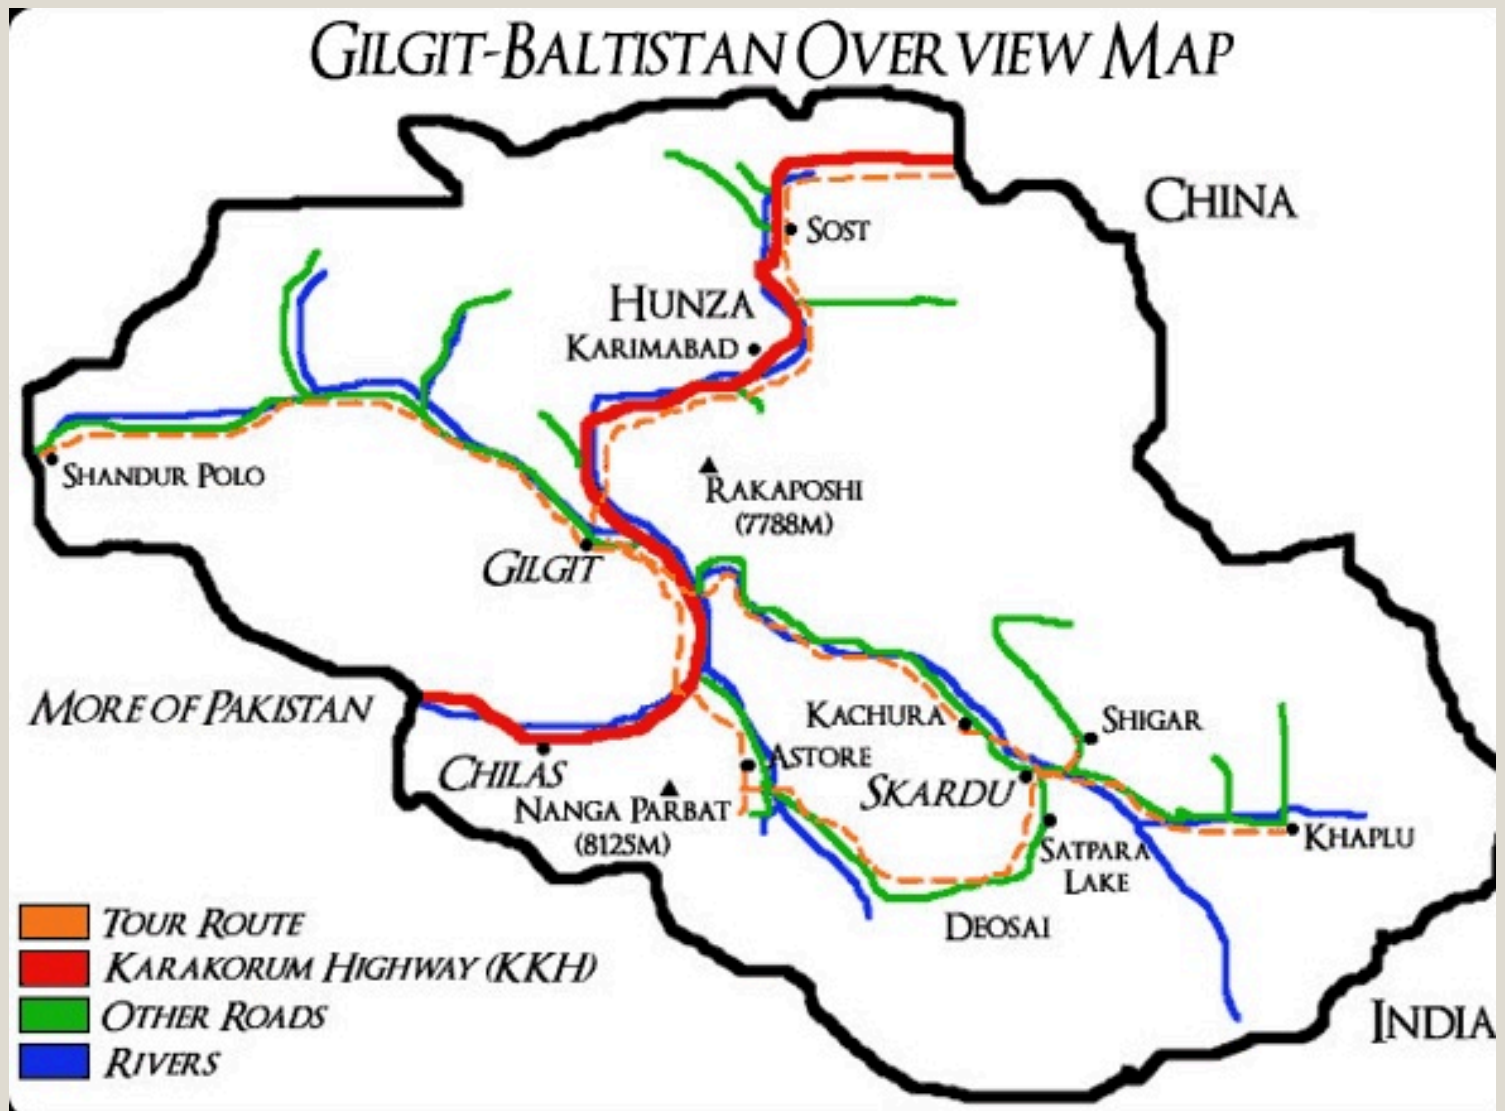 GILGIT-BALTISTAN OVERVIEW MAP
CHINA
SOST
HUNZA
KARIMABAD
SHANDUR POLO
RAKAPOSHI
(7788M)
GILGIT
MORE OF PAKISTAN
KACHURA
SHIGAR
CHILAS
ASTORE
SKARDU
NANGA PARBAT
(8125M)
SATPARA
LAKE
KHAPLU
DEOSAI
TOUR ROUTE
KARAKORUM HIGHWAY (KKH)
OTHER ROADS
RIVERS
INDIA